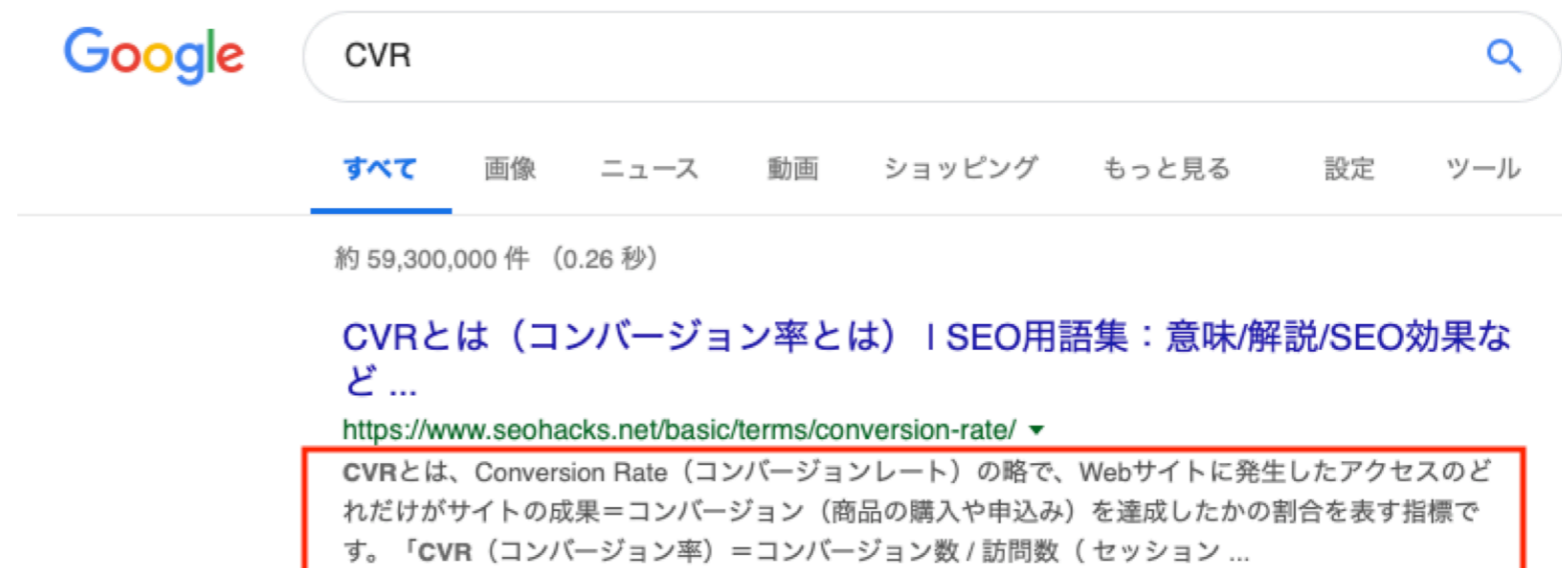 Google
CVR
すべて 画像 ニュース 動画 ショッピング もっと見る 設定 ツール
約 59,300,000 件 （0.26 秒）
CVRとは（コンバージョン率とは） | SEO用語集：意味/解説/SEO効果な
ど ...
https://www.seohacks.net/basic/terms/conversion-rate/
CVRとは、Conversion Rate（コンバージョンレート）の略で、Webサイトに発生したアクセスのど
れだけがサイトの成果＝コンバージョン（商品の購入や申込み）を達成したかの割合を表す指標で
す。「CVR（コンバージョン率）＝コンバージョン数 / 訪問数（ セッション ...